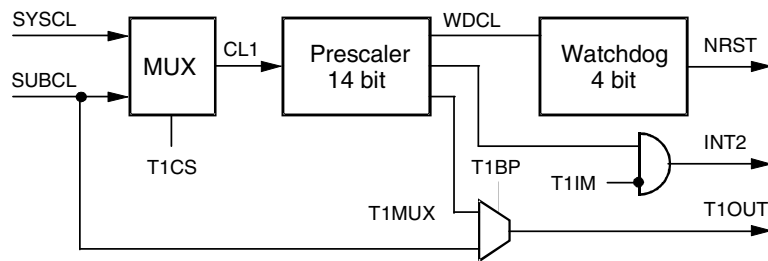 SYSCL
SUBCL
MUX
T1CS
CL1
Prescaler
14 bit
WDCL
Watchdog
4 bit
NRST
INT2
T1IM
T1BP
T1MUX
T1OUT